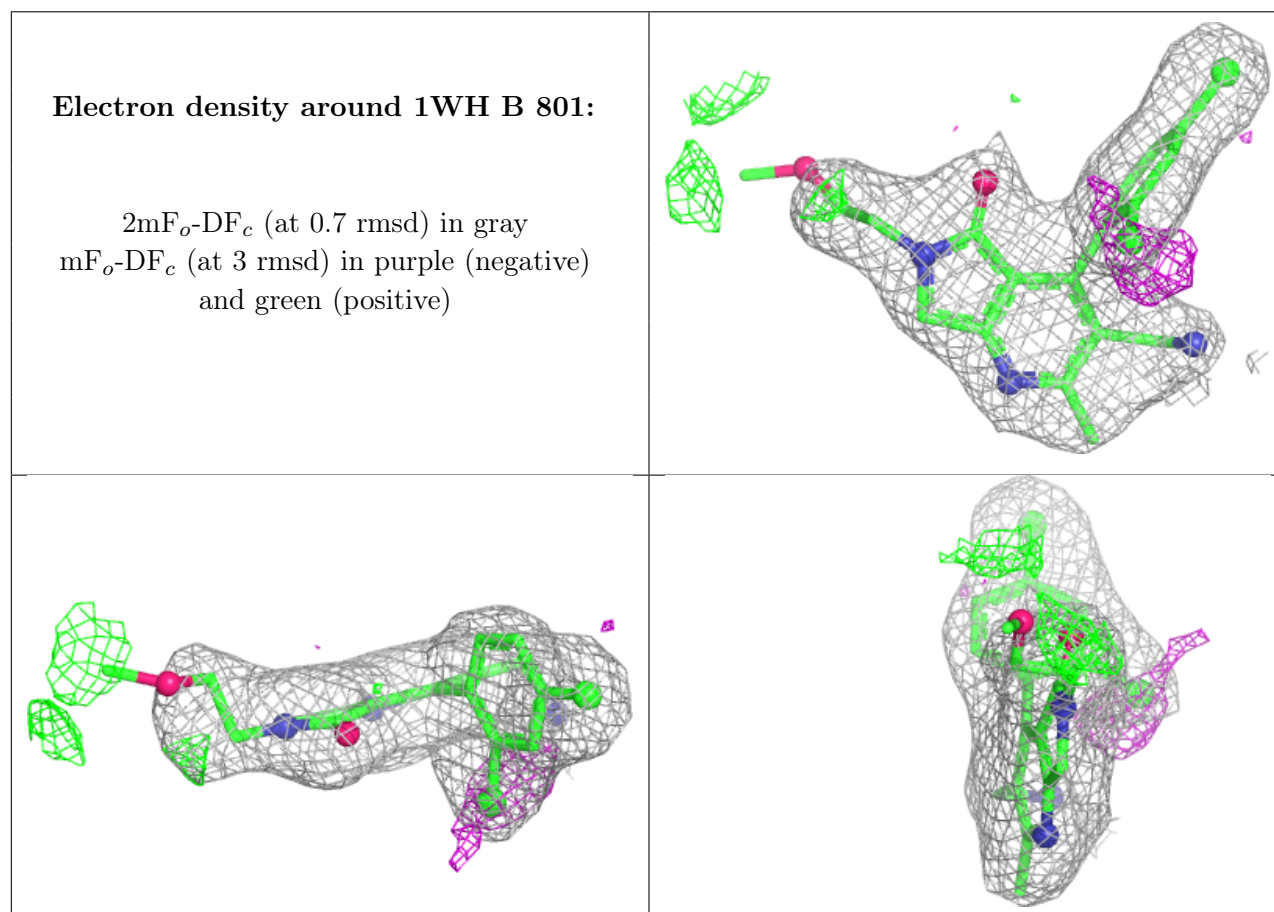 Electron density around 1WH B 801:
2mFₒ-DF𝒸 (at 0.7 rmsd) in gray
mFₒ-DF𝒸 (at 3 rmsd) in purple (negative)
and green (positive)